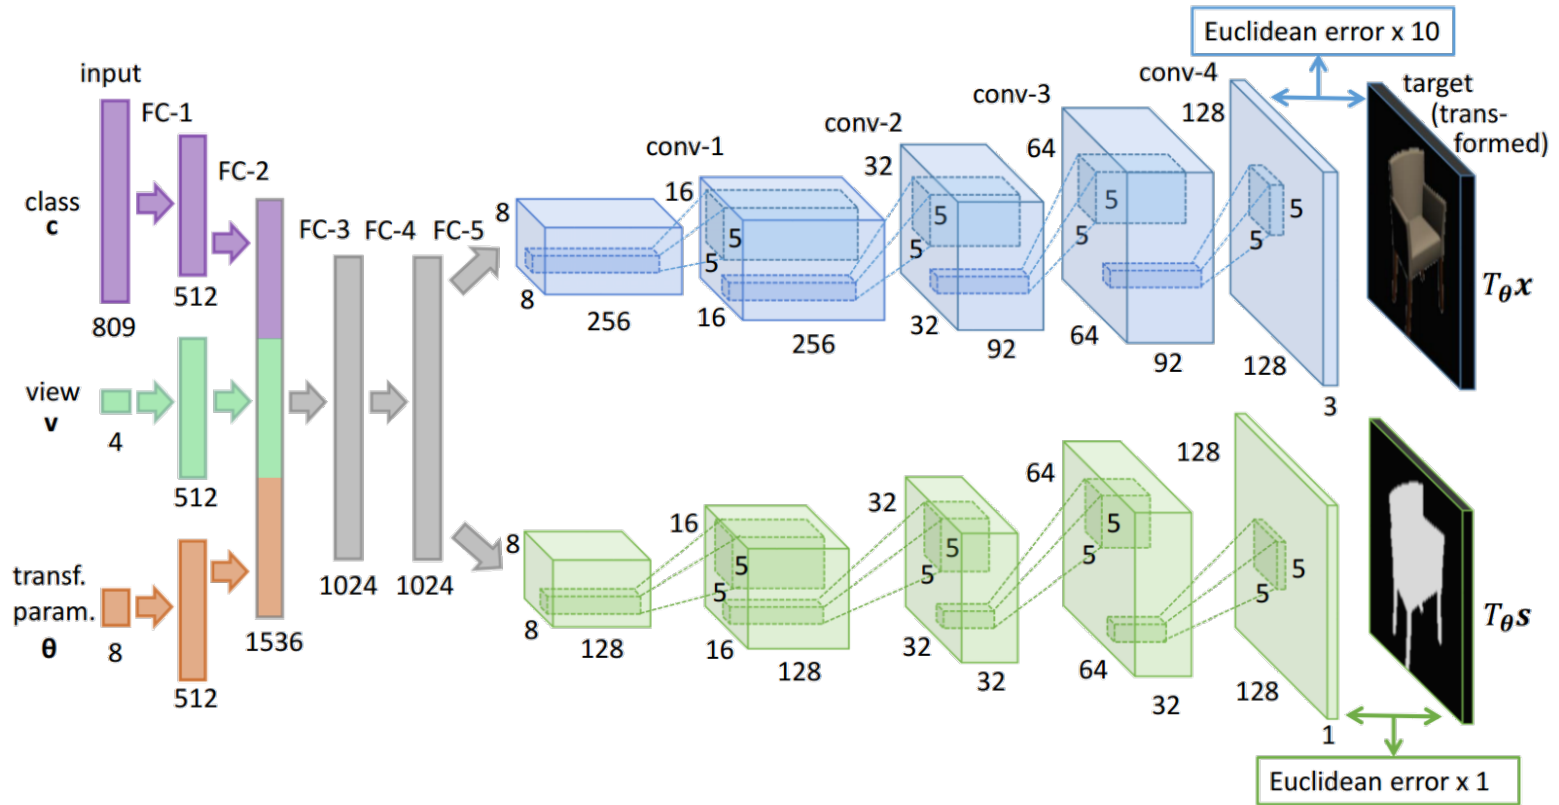 input
FC-1
FC-2
class
c
809
512
view
v
4
512
transf.
param.
θ
8
512
1536
FC-3
FC-4
FC-5
1024
1024
8
8
256
conv-1
16
16
5
5
256
conv-2
32
32
5
5
92
conv-3
64
64
5
5
92
conv-4
128
128
5
5
3
Euclidean error x 10
target
(trans-
formed)
T_θ x
8
8
128
16
16
5
5
128
32
32
5
5
32
64
64
5
5
32
128
128
5
5
1
T_θ s
Euclidean error x 1